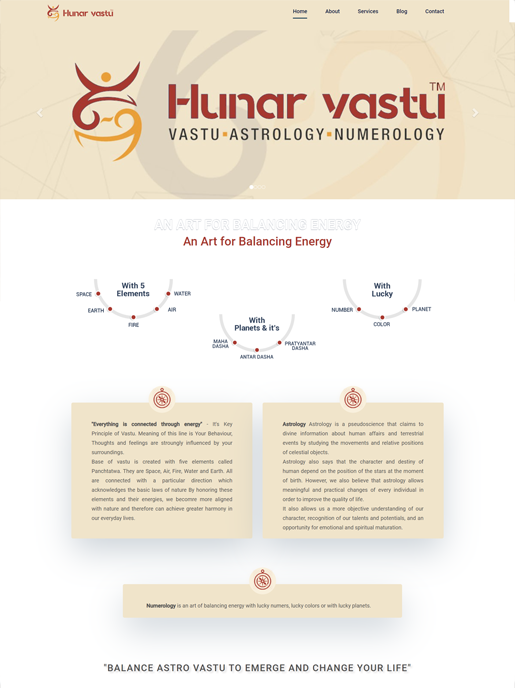 Hunar vastu
Home About Services Blog Contact
Hunar vastu TM
VASTU ASTROLOGY NUMEROLOGY
AN ART FOR BALANCING ENERGY
An Art for Balancing Energy
With 5
Elements
SPACE
WATER
EARTH
AIR
FIRE
With
Planets & it's
MAHA
DASHA
PRATYANTAR
DASHA
ANTAR DASHA
With
Lucky
NUMBER
PLANET
COLOR
"Everything is connected through energy" - It's Key
Principle of Vastu. Meaning of this line is Your Behaviour,
Thoughts and feelings are strongly influenced by your
surroundings.
Base of vastu is created with five elements called
Panchtatwa. They are Space, Air, Fire, Water and Earth. All
are connected with a particular direction which
acknowledges the basic laws of nature By honoring these
elements and their energies, we become more aligned
with nature and therefore can achieve greater harmony in
our everyday lives.
Astrology Astrology is a pseudoscience that claims to
divine information about human affairs and terrestrial
events by studying the movements and relative positions
of celestial objects.
Astrology also says that the character and destiny of
human depend on the position of the stars at the moment
of birth. However, we also believe that astrology allows
meaningful and practical changes of every individual in
order to improve the quality of life.
It also allows us a more objective understanding of our
character, recognition of our talents and potentials, and an
opportunity for emotional and spiritual maturation.
Numerology is an art of balancing energy with lucky numers, lucky colors or with lucky planets.
"BALANCE ASTRO VASTU TO EMERGE AND CHANGE YOUR LIFE"